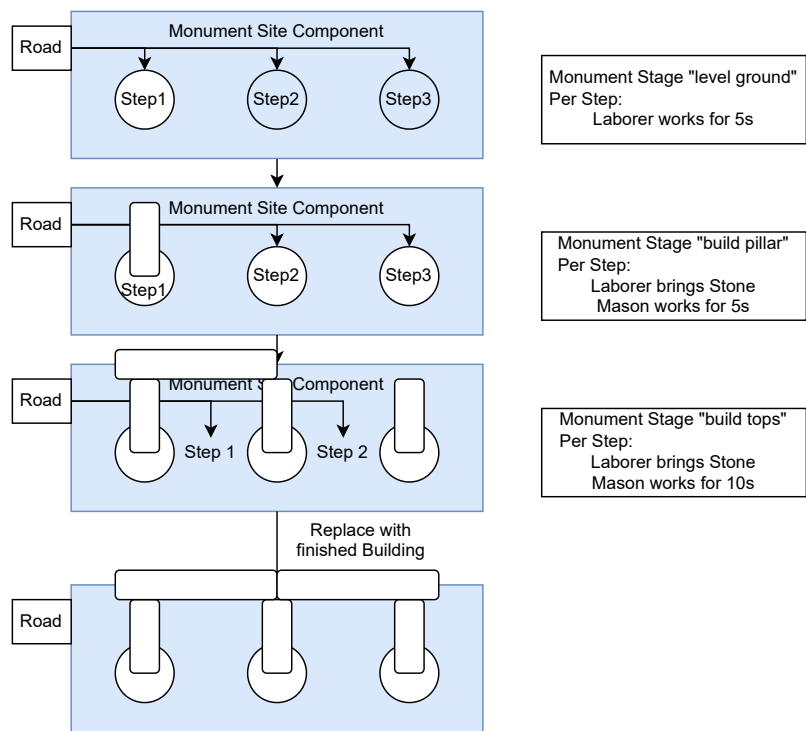 Road
Monument Site Component
Step1
Step2
Step3
Monument Stage "level ground"
Per Step:
Laborer works for 5s
Road
Monument Site Component
Step1
Step2
Step3
Monument Stage "build pillar"
Per Step:
Laborer brings Stone
Mason works for 5s
Road
Monument Site Component
Step 1
Step 2
Monument Stage "build tops"
Per Step:
Laborer brings Stone
Mason works for 10s
Replace with
finished Building
Road